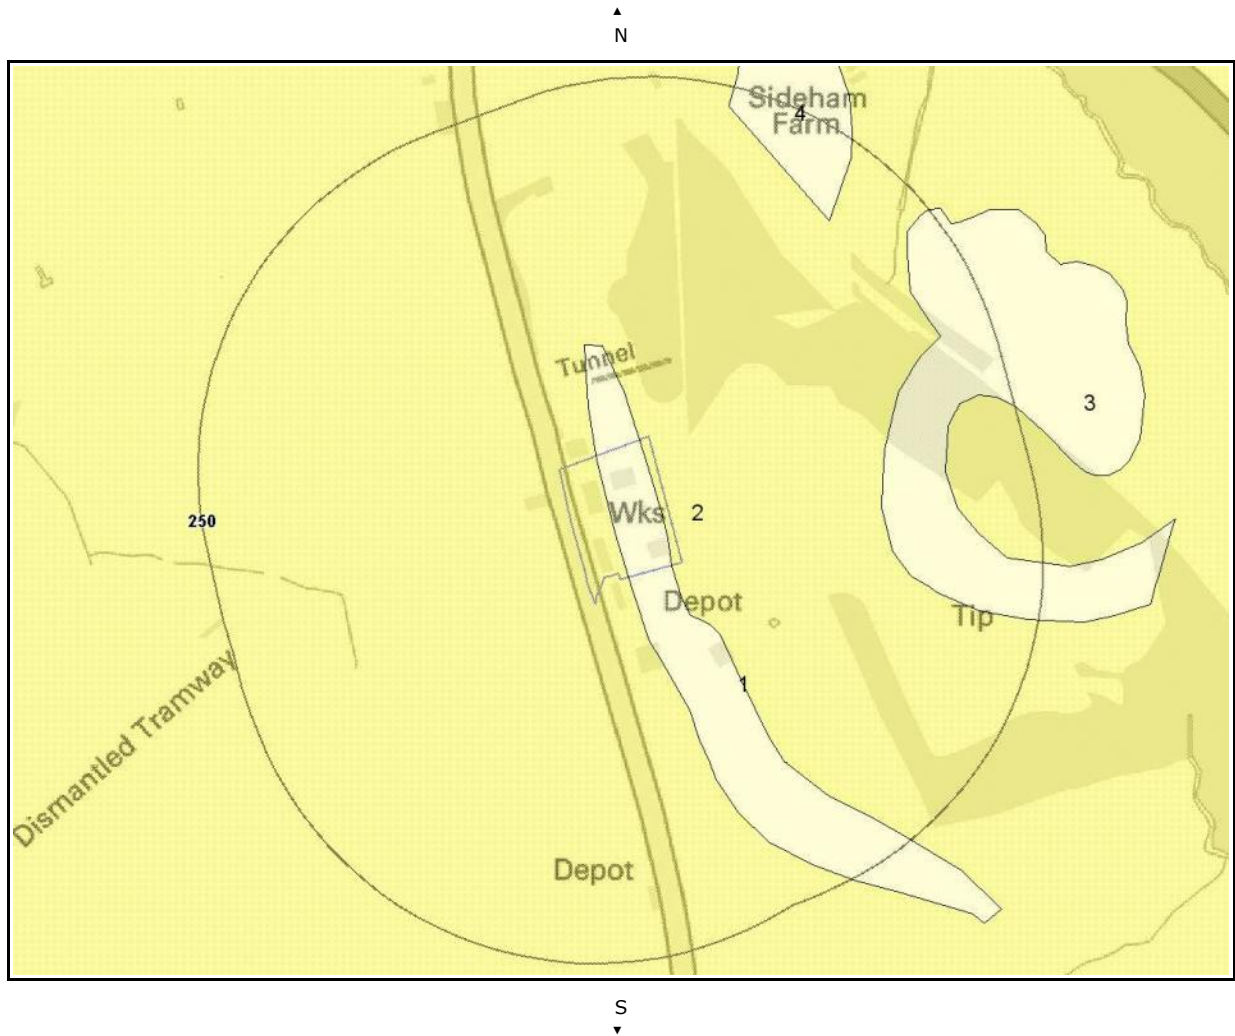 ▲
N
Sideham
4
Farm
Tunnel
3
Wks
2
250
Depot
Tip
1
Dismantled Tramway
Depot
S
▼